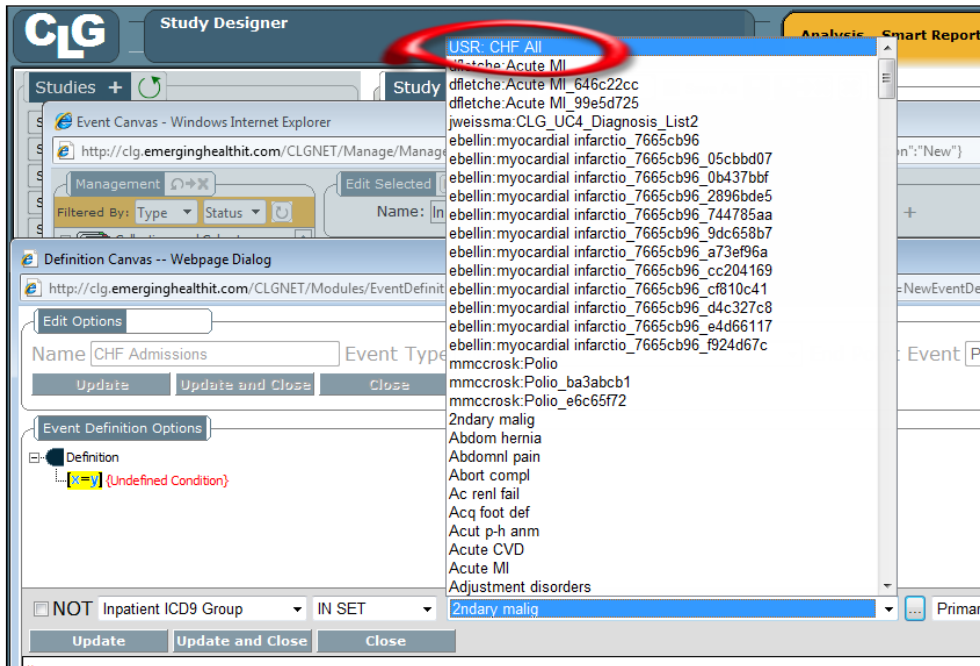 CLG
Study Designer
Analysis Smart Report
Studies +
Study
Event Canvas - Windows Internet Explorer
http://clg.emerginghealthit.com/CLGNET/Manage/Manage
on":"New"}
Management
Edit Selected
Filtered By: Type Status
Name: In
+
Definition Canvas -- Webpage Dialog
http://clg.emerginghealthit.com/CLGNET/Modules/EventDefinit
=NewEventDe
Edit Options
Name CHF Admissions Event Type
Event P
Update Update and Close Close
Event Definition Options
Definition
[x=y] {Undefined Condition}
USR: CHF All
dfletche:Acute MI
dfletche:Acute MI_646c22cc
dfletche:Acute MI_99e5d725
jweissma:CLG_UC4_Diagnosis_List2
ebellin:myocardial infarctio_7665cb96
ebellin:myocardial infarctio_7665cb96_05cbbd07
ebellin:myocardial infarctio_7665cb96_0b437bbf
ebellin:myocardial infarctio_7665cb96_2896bde5
ebellin:myocardial infarctio_7665cb96_744785aa
ebellin:myocardial infarctio_7665cb96_9dc658b7
ebellin:myocardial infarctio_7665cb96_a73ef96a
ebellin:myocardial infarctio_7665cb96_cc204169
ebellin:myocardial infarctio_7665cb96_cf810c41
ebellin:myocardial infarctio_7665cb96_d4c327c8
ebellin:myocardial infarctio_7665cb96_e4d66117
ebellin:myocardial infarctio_7665cb96_f924d67c
mmccrosk:Polio
mmccrosk:Polio_ba3abcb1
mmccrosk:Polio_e6c65f72
2ndary malig
Abdom hernia
Abdomnl pain
Abort compl
Ac renl fail
Acq foot def
Acut p-h anm
Acute CVD
Acute MI
Adjustment disorders
NOT Inpatient ICD9 Group IN SET 2ndary malig ... Primar
Update Update and Close Close